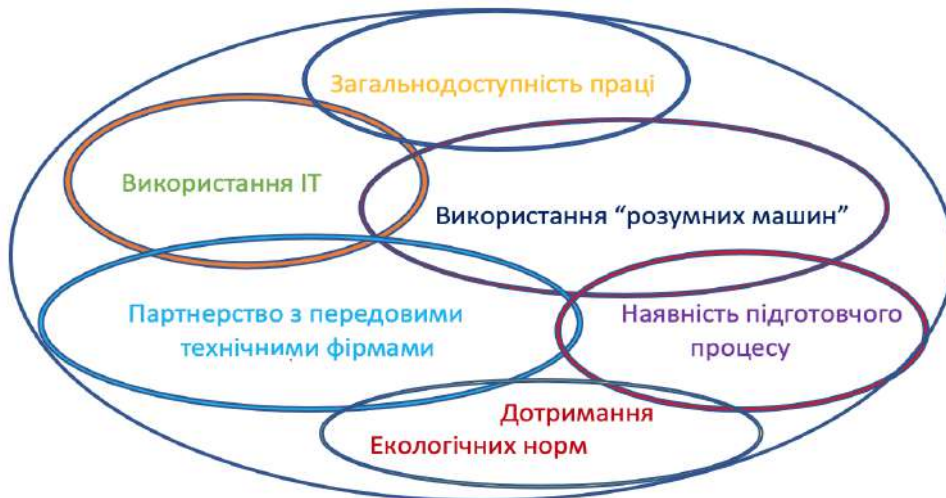 Загальнодоступність праці
Використання ІТ
Використання “розумних машин”
Партнерство з передовими
технічними фірмами
Наявність підготовчого
процесу
Дотримання
Екологічних норм